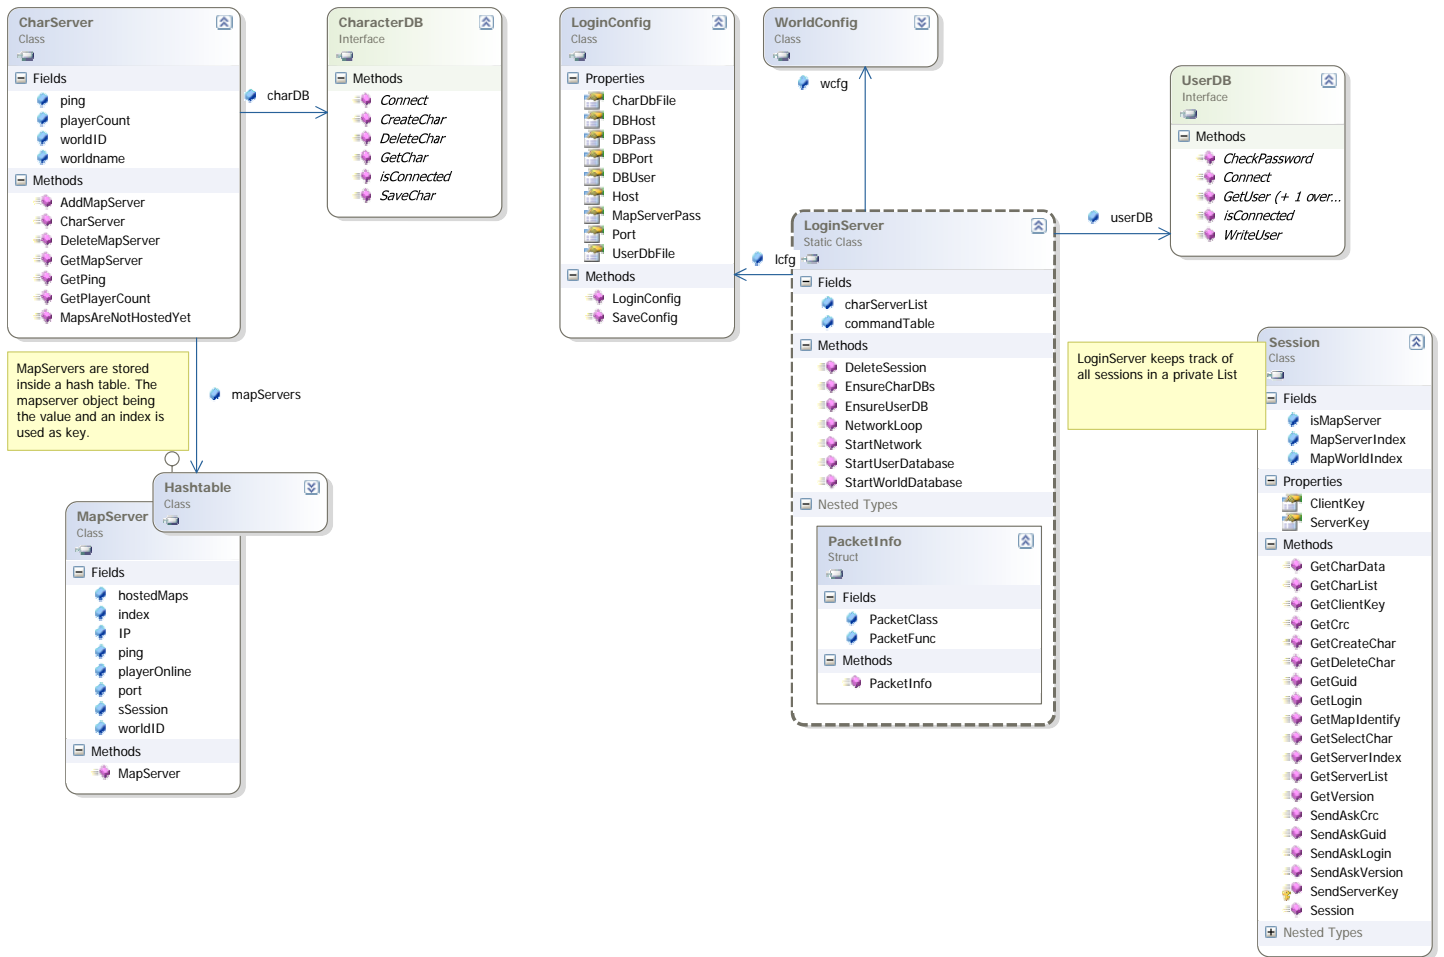 CharServer
Class
Fields
ping
playerCount
worldID
worldname
Methods
AddMapServer
CharServer
DeleteMapServer
GetMapServer
GetPing
GetPlayerCount
MapsAreNotHostedYet
charDB
CharacterDB
Interface
Methods
Connect
CreateChar
DeleteChar
GetChar
isConnected
SaveChar
MapServers are stored
inside a hash table. The
mapserver object being
the value and an index is
used as key.
mapServers
Hashtable
Class
MapServer
Class
Fields
hostedMaps
index
IP
ping
playerOnline
port
sSession
worldID
Methods
MapServer
LoginConfig
Class
Properties
CharDbFile
DBHost
DBPass
DBPort
DBUser
Host
MapServerPass
Port
UserDbFile
Methods
LoginConfig
SaveConfig
WorldConfig
Class
wcfg
lcfg
LoginServer
Static Class
Fields
charServerList
commandTable
Methods
DeleteSession
EnsureCharDBs
EnsureUserDB
NetworkLoop
StartNetwork
StartUserDatabase
StartWorldDatabase
Nested Types
PacketInfo
Struct
Fields
PacketClass
PacketFunc
Methods
PacketInfo
userDB
UserDB
Interface
Methods
CheckPassword
Connect
GetUser (+ 1 over...
isConnected
WriteUser
LoginServer keeps track of
all sessions in a private List
Session
Class
Fields
isMapServer
MapServerIndex
MapWorldIndex
Properties
ClientKey
ServerKey
Methods
GetCharData
GetCharList
GetClientKey
GetCrc
GetCreateChar
GetDeleteChar
GetGuid
GetLogin
GetMapIdentify
GetSelectChar
GetServerIndex
GetServerList
GetVersion
SendAskCrc
SendAskGuid
SendAskLogin
SendAskVersion
SendServerKey
Session
Nested Types